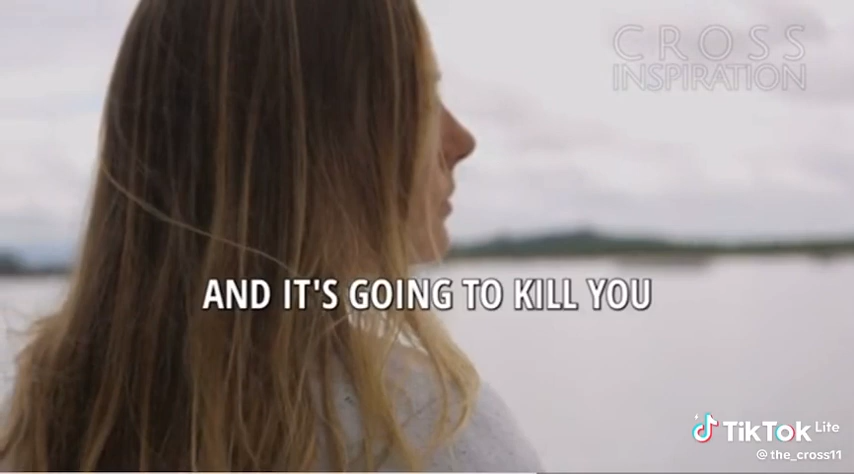 CROSS
INSPIRATION
AND IT'S GOING TO KILL YOU
TikTok Lite
@the_cross11